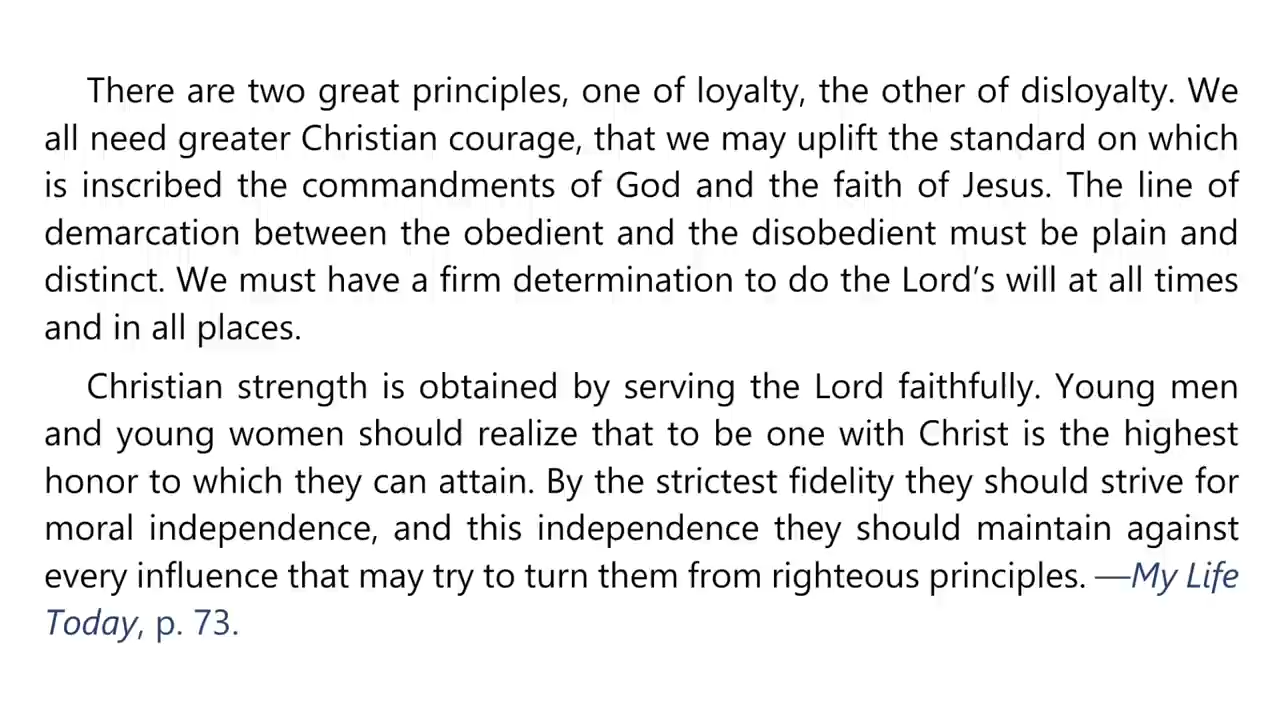 There are two great principles, one of loyalty, the other of disloyalty. We
all need greater Christian courage, that we may uplift the standard on which
is inscribed the commandments of God and the faith of Jesus. The line of
demarcation between the obedient and the disobedient must be plain and
distinct. We must have a firm determination to do the Lord’s will at all times
and in all places.
Christian strength is obtained by serving the Lord faithfully. Young men
and young women should realize that to be one with Christ is the highest
honor to which they can attain. By the strictest fidelity they should strive for
moral independence, and this independence they should maintain against
every influence that may try to turn them from righteous principles. —My Life
Today, p. 73.